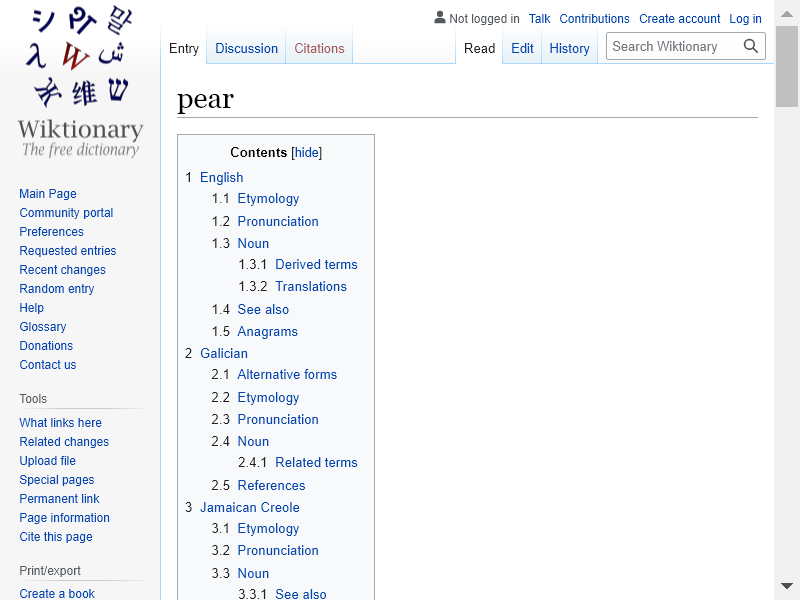 Not logged in Talk Contributions Create account Log in
Entry Discussion Citations Read Edit History Search Wiktionary
Wiktionary
The free dictionary
Main Page
Community portal
Preferences
Requested entries
Recent changes
Random entry
Help
Glossary
Donations
Contact us
Tools
What links here
Related changes
Upload file
Special pages
Permanent link
Page information
Cite this page
Print/export
Create a book
pear
Contents [hide]
1 English
1.1 Etymology
1.2 Pronunciation
1.3 Noun
1.3.1 Derived terms
1.3.2 Translations
1.4 See also
1.5 Anagrams
2 Galician
2.1 Alternative forms
2.2 Etymology
2.3 Pronunciation
2.4 Noun
2.4.1 Related terms
2.5 References
3 Jamaican Creole
3.1 Etymology
3.2 Pronunciation
3.3 Noun
3.3.1 See also